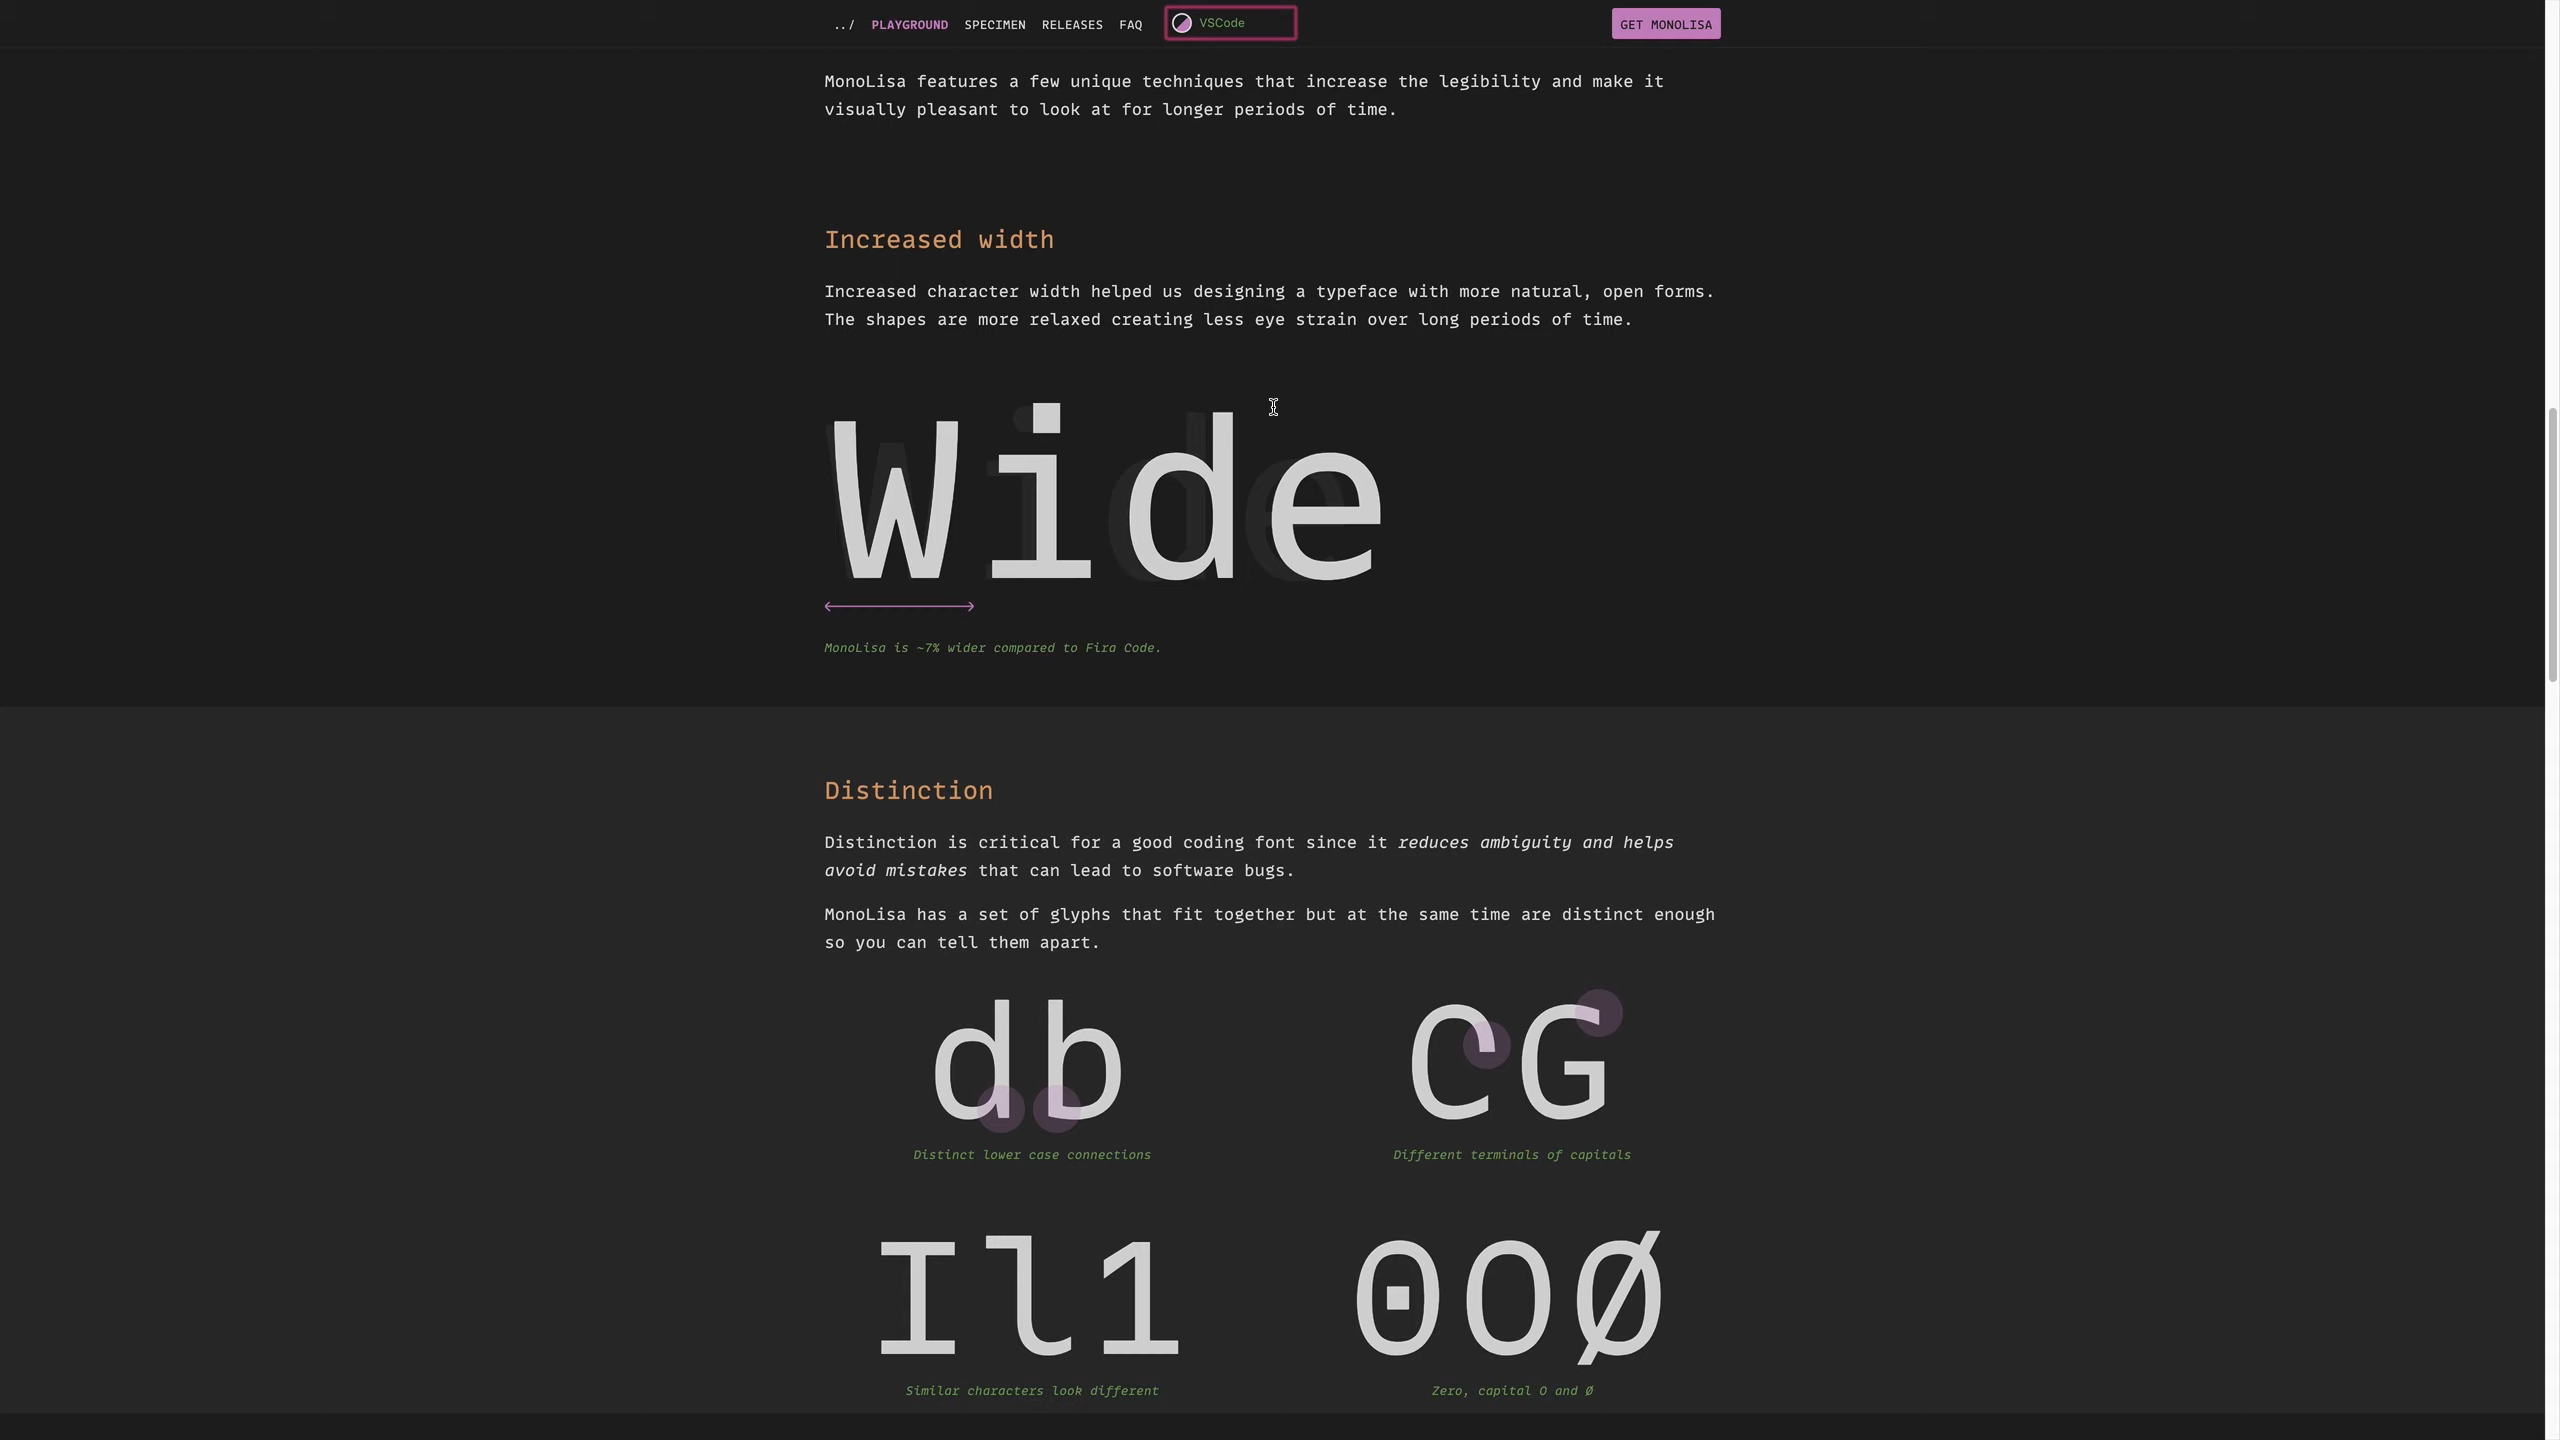 ../ PLAYGROUND SPECIMEN RELEASES FAQ VSCode GET MONOLISA
MonoLisa features a few unique techniques that increase the legibility and make it
visually pleasant to look at for longer periods of time.
Increased width
Increased character width helped us designing a typeface with more natural, open forms.
The shapes are more relaxed creating less eye strain over long periods of time.
Wide
MonoLisa is ~7% wider compared to Fira Code.
Distinction
Distinction is critical for a good coding font since it reduces ambiguity and helps
avoid mistakes that can lead to software bugs.
MonoLisa has a set of glyphs that fit together but at the same time are distinct enough
so you can tell them apart.
db CG
Distinct lower case connections Different terminals of capitals
Il1 0OØ
Similar characters look different Zero, capital O and Ø